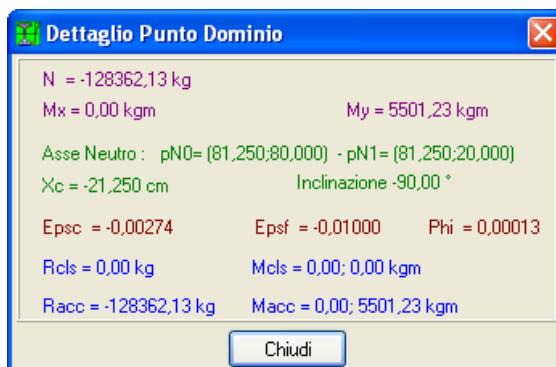 Dettaglio Punto Dominio
N = -128362,13 kg
Mx = 0,00 kgm My = 5501,23 kgm
Asse Neutro : pN0= (81,250;80,000) - pN1= (81,250;20,000)
Xc = -21,250 cm Inclinazione -90,00 °
Epsc = -0,00274 Epsf = -0,01000 Phi = 0,00013
Rcls = 0,00 kg Mcls = 0,00; 0,00 kgm
Racc = -128362,13 kg Macc = 0,00; 5501,23 kgm
Chiudi